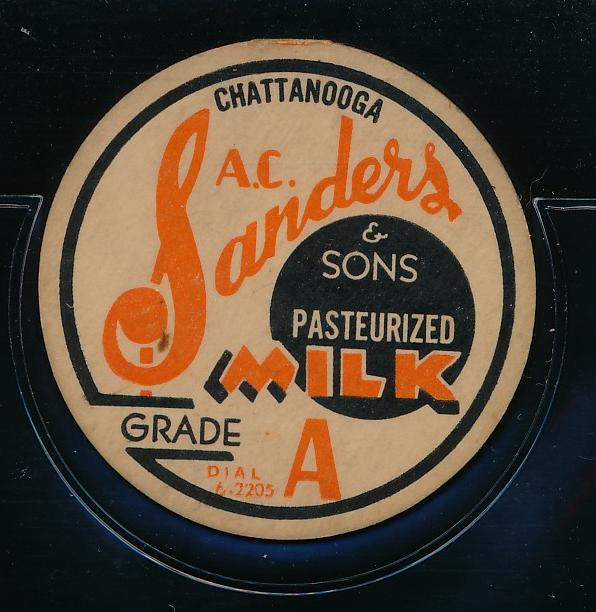 CHATTANOOGA
A.C.
Sanders
& SONS
PASTEURIZED
MILK
GRADE A
DIAL
6-2205